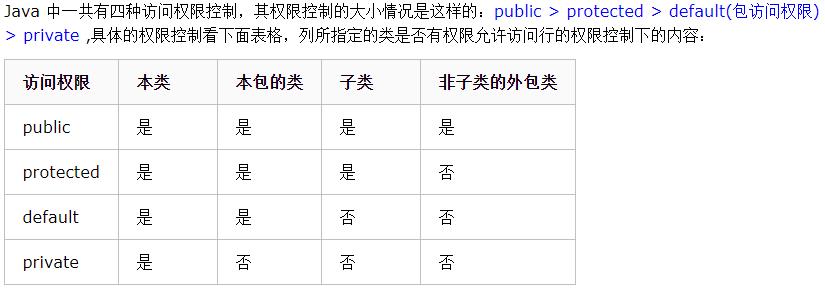 Java 中一共有四种访问权限控制，其权限控制的大小情况是这样的：public > protected > default(包访问权限)
> private ,具体的权限控制看下面表格，列所指定的类是否有权限允许访问行的权限控制下的内容：
访问权限 本类 本包的类 子类 非子类的外包类
public 是 是 是 是
protected 是 是 是 否
default 是 是 否 否
private 是 否 否 否